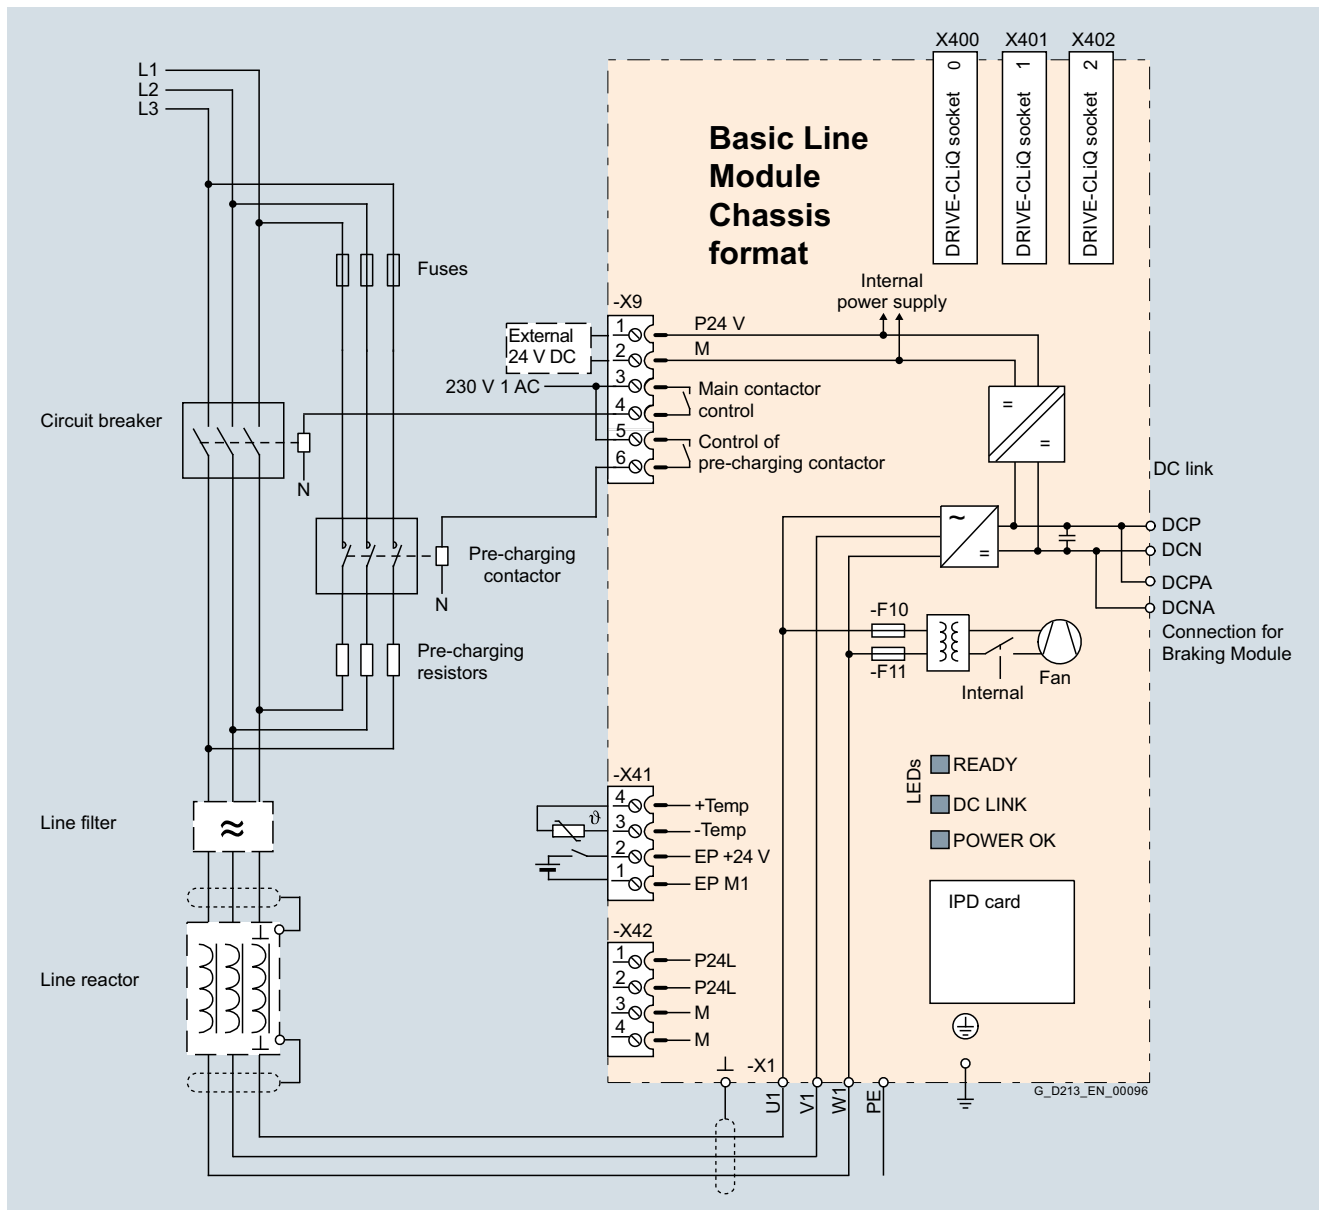 X400 X401 X402
L1
L2
L3
DRIVE-CLiQ socket 0
DRIVE-CLiQ socket 1
DRIVE-CLiQ socket 2
Basic Line
Module
Chassis
format
Fuses
Internal
power supply
-X9
1
2
3
4
5
6
P24 V
M
External
24 V DC
230 V 1 AC
Main contactor
control
Control of
pre-charging contactor
=
=
Circuit breaker
N
DC link
~
=
DCP
DCN
DCPA
DCNA
Connection for
Braking Module
Pre-charging
contactor
N
-F10
-F11
Internal
Fan
Pre-charging
resistors
LEDs
READY
DC LINK
POWER OK
-X41
4
3
2
1
+Temp
-Temp
EP +24 V
EP M1
ϑ
Line filter
≈
IPD card
-X42
1
2
3
4
P24L
P24L
M
M
Line reactor
-X1
U1
V1
W1
PE
G_D213_EN_00096